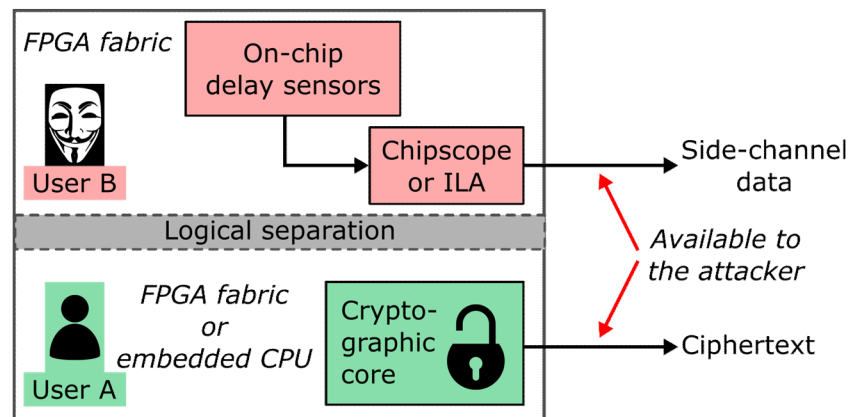 FPGA fabric
On-chip
delay sensors
User B
Chipscope
or ILA
Side-channel
data
Logical separation
Available to
the attacker
FPGA fabric
or
embedded CPU
User A
Crypto-
graphic
core
Ciphertext